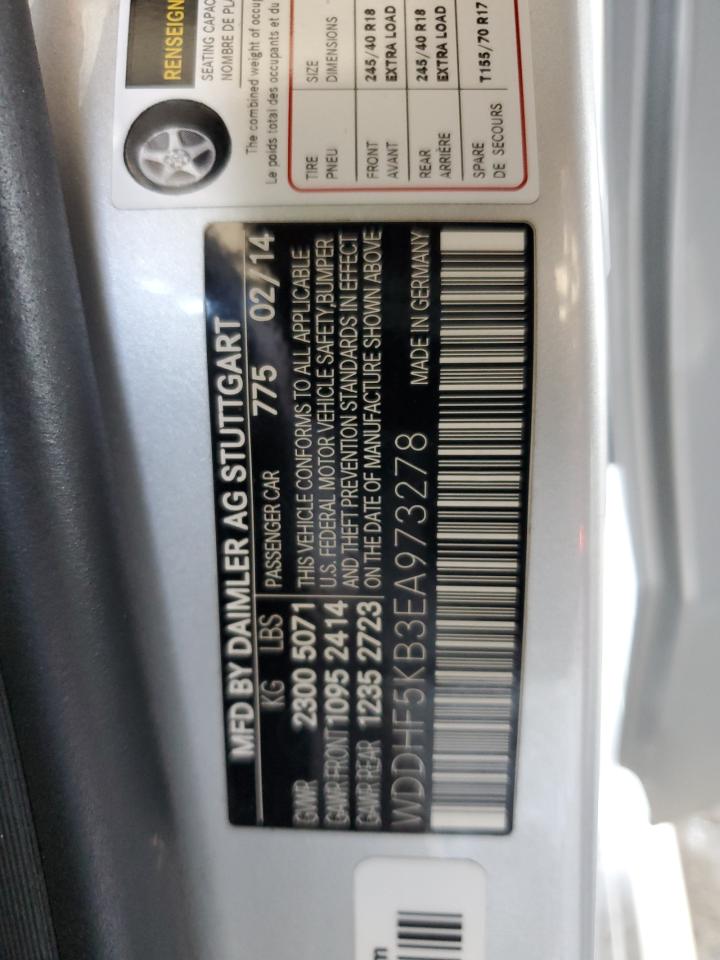 RENSEIGN
SEATING CAPAC
NOMBRE DE PL
The combined weight of occup
Le poids total des occupants et du
TIRE SIZE
PNEU DIMENSIONS
FRONT 245/40 R18
AVANT EXTRA LOAD
REAR 245/40 R18
ARRIÈRE EXTRA LOAD
SPARE T155/70 R17
DE SECOURS
MFD BY DAIMLER AG STUTTGART
KG LBS PASSENGER CAR 775 02/14
GVWR 2300 5071 THIS VEHICLE CONFORMS TO ALL APPLICABLE
GAWR FRONT 1095 2414 U.S. FEDERAL MOTOR VEHICLE SAFETY,BUMPER
GAWR REAR 1235 2723 AND THEFT PREVENTION STANDARDS IN EFFECT
ON THE DATE OF MANUFACTURE SHOWN ABOVE
WDDHF5KB3EA973278 MADE IN GERMANY